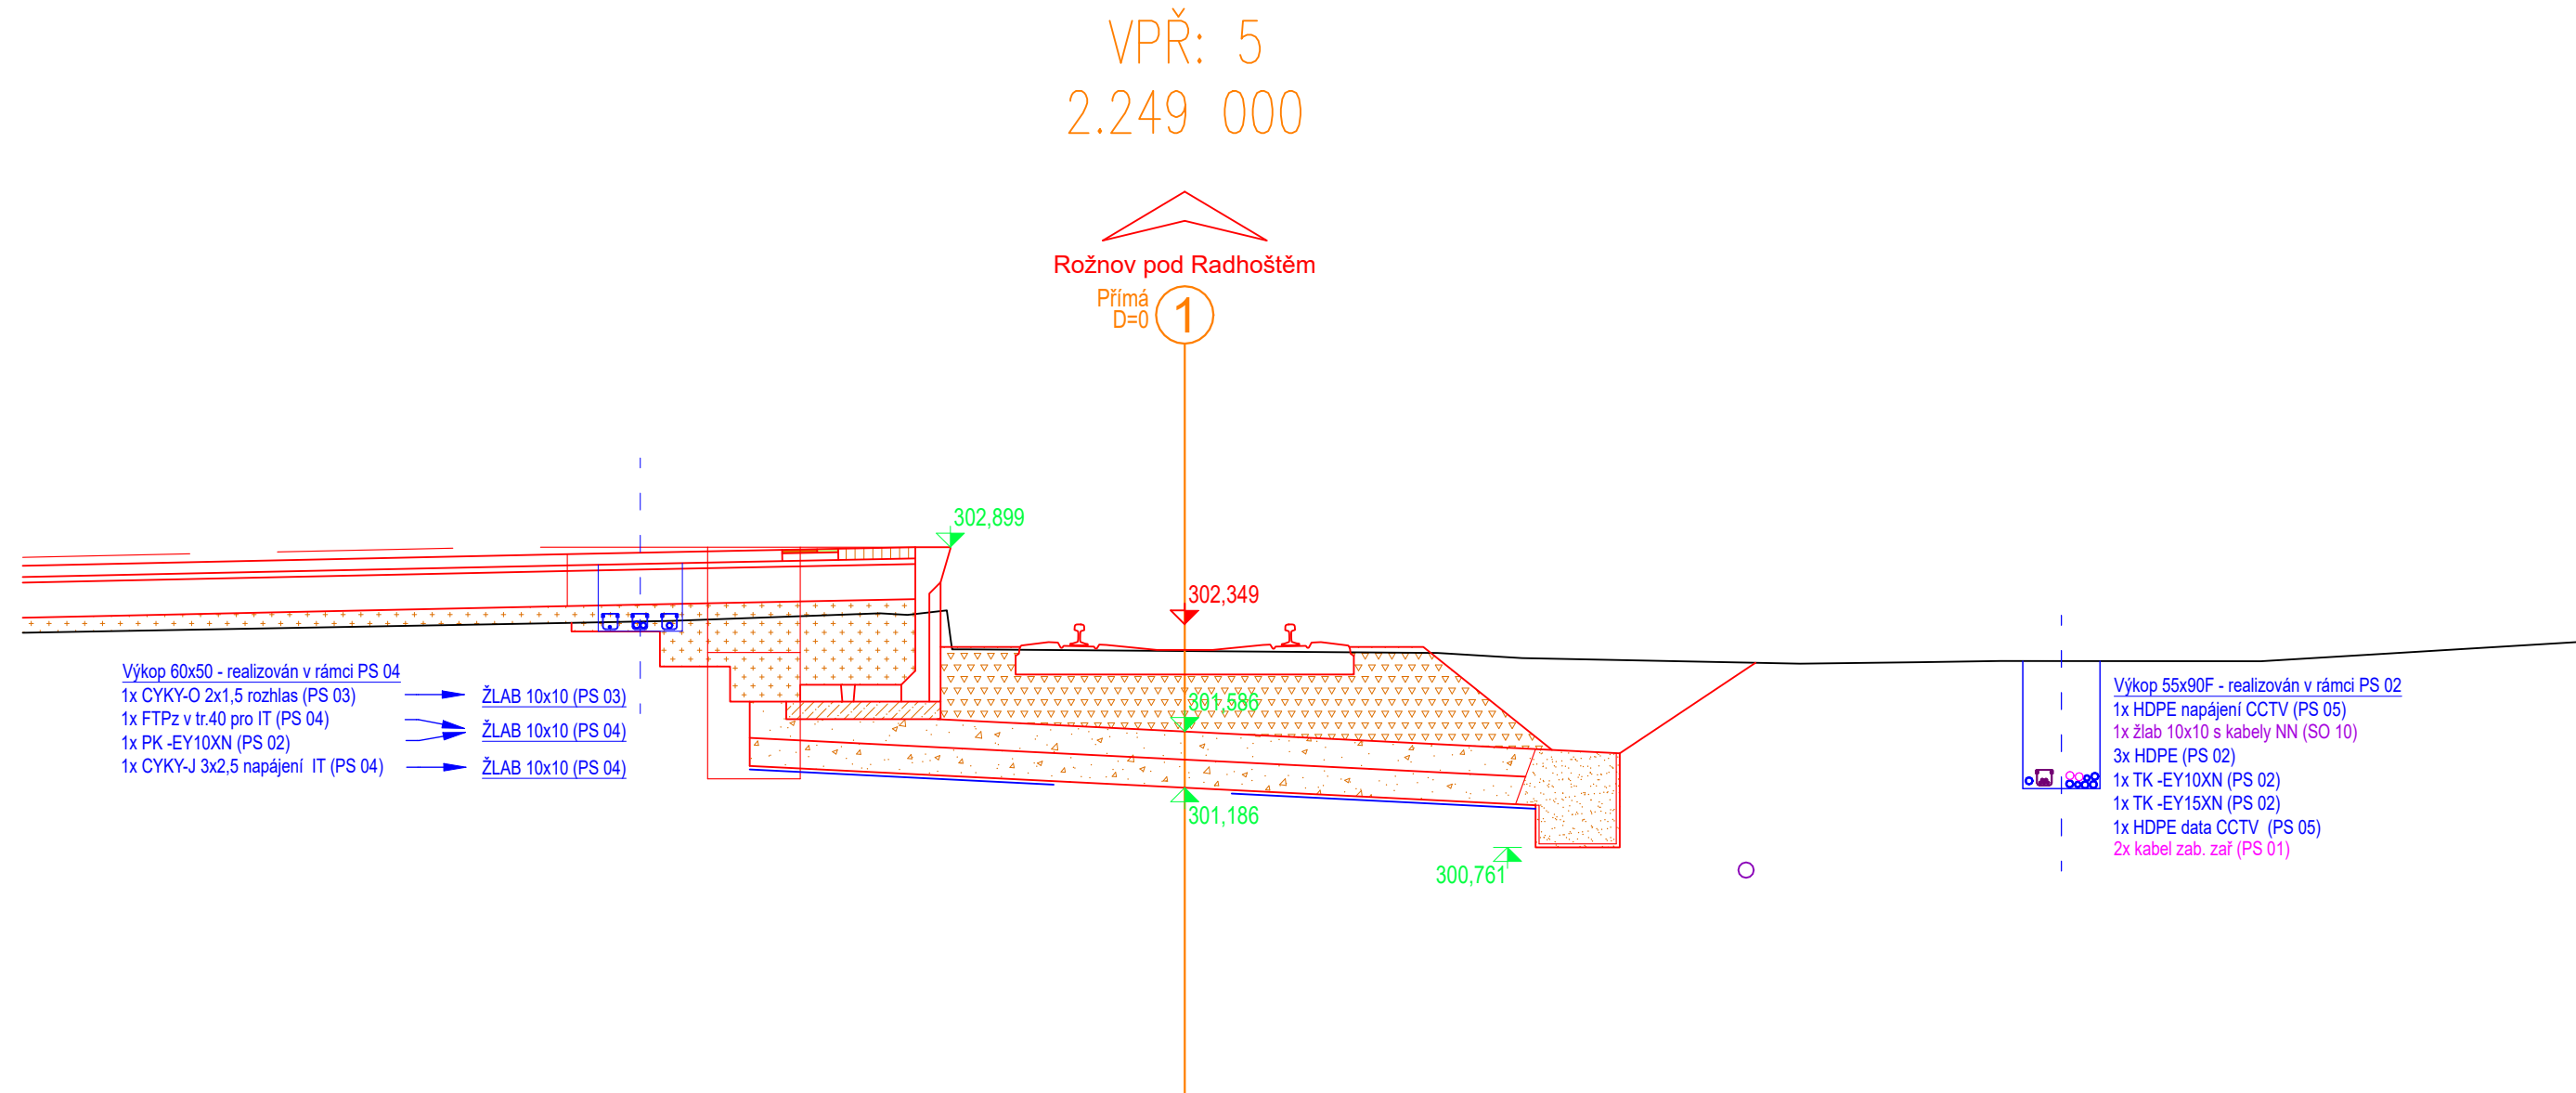 VPŘ: 5
2.249 000
Rožnov pod Radhoštěm
Přímá
D=0
1
302,899
302,349
301,586
301,186
300,761
Výkop 60x50 - realizován v rámci PS 04
1x CYKY-O 2x1,5 rozhlas (PS 03)
ŽLAB 10x10 (PS 03)
1x FTPz v tr.40 pro IT (PS 04)
ŽLAB 10x10 (PS 04)
1x PK -EY10XN (PS 02)
1x CYKY-J 3x2,5 napájení IT (PS 04)
ŽLAB 10x10 (PS 04)
Výkop 55x90F - realizován v rámci PS 02
1x HDPE napájení CCTV (PS 05)
1x žlab 10x10 s kabely NN (SO 10)
3x HDPE (PS 02)
1x TK -EY10XN (PS 02)
1x TK -EY15XN (PS 02)
1x HDPE data CCTV (PS 05)
2x kabel zab. zař (PS 01)